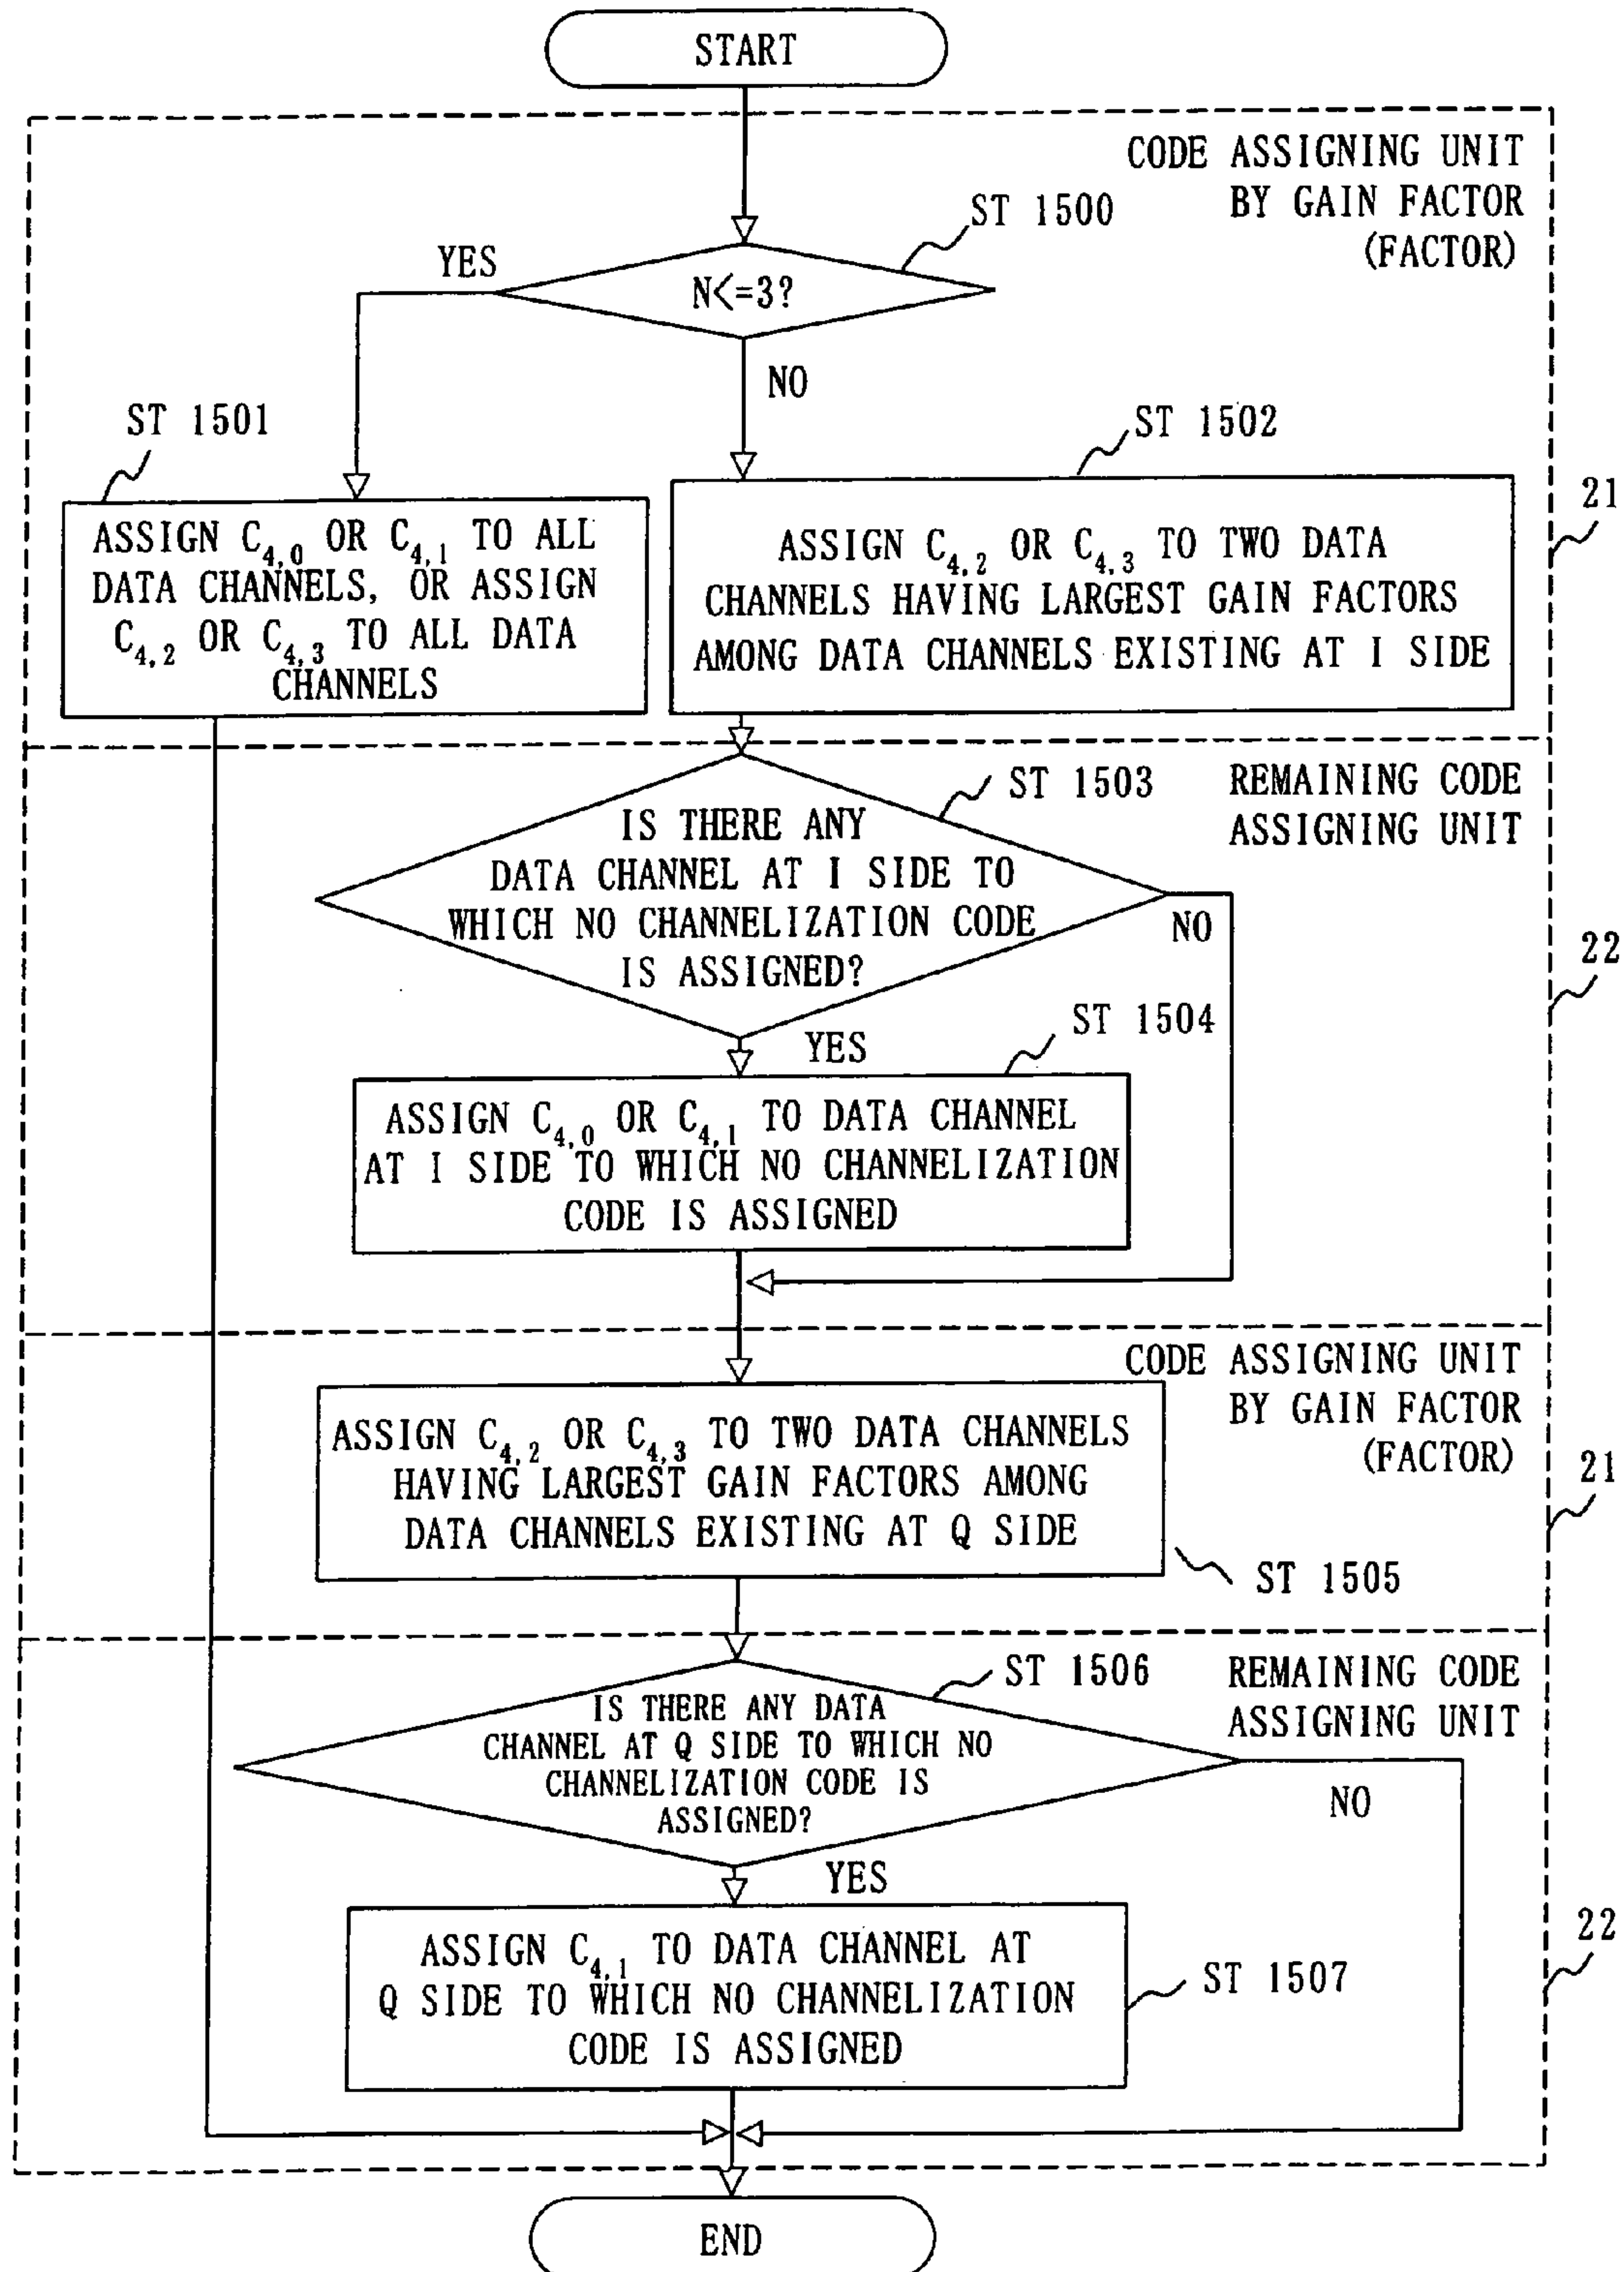 START
CODE ASSIGNING UNIT
BY GAIN FACTOR
(FACTOR)
ST 1500
YES
N<=3?
NO
ST 1501
ST 1502
21
ASSIGN C4,0 OR C4,1 TO ALL
DATA CHANNELS, OR ASSIGN
C4,2 OR C4,3 TO ALL DATA
CHANNELS
ASSIGN C4,2 OR C4,3 TO TWO DATA
CHANNELS HAVING LARGEST GAIN FACTORS
AMONG DATA CHANNELS EXISTING AT I SIDE
ST 1503
REMAINING CODE
ASSIGNING UNIT
IS THERE ANY
DATA CHANNEL AT I SIDE TO
WHICH NO CHANNELIZATION CODE
IS ASSIGNED?
NO
22
ST 1504
YES
ASSIGN C4,0 OR C4,1 TO DATA CHANNEL
AT I SIDE TO WHICH NO CHANNELIZATION
CODE IS ASSIGNED
CODE ASSIGNING UNIT
BY GAIN FACTOR
(FACTOR)
21
ASSIGN C4,2 OR C4,3 TO TWO DATA CHANNELS
HAVING LARGEST GAIN FACTORS AMONG
DATA CHANNELS EXISTING AT Q SIDE
ST 1505
ST 1506
REMAINING CODE
ASSIGNING UNIT
IS THERE ANY DATA
CHANNEL AT Q SIDE TO WHICH NO
CHANNELIZATION CODE IS
ASSIGNED?
NO
YES
22
ASSIGN C4,1 TO DATA CHANNEL AT
Q SIDE TO WHICH NO CHANNELIZATION
CODE IS ASSIGNED
ST 1507
END